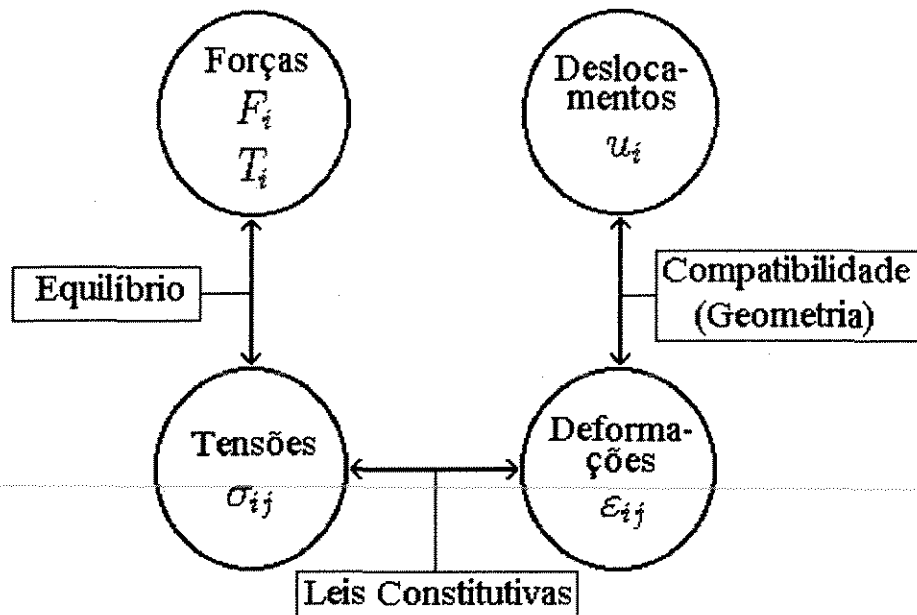 Forças
F_i
T_i
Desloca-
mentos
u_i
Equilíbrio
Compatibilidade
(Geometria)
Tensões
σ_ij
Deforma-
ções
ε_ij
Leis Constitutivas